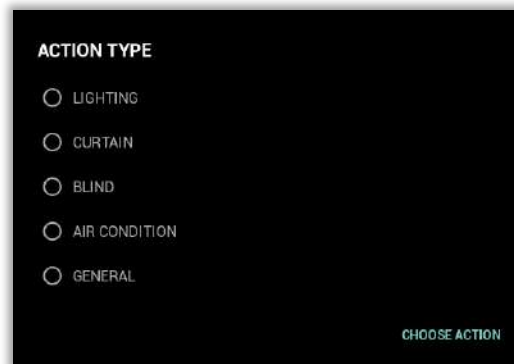 ACTION TYPE
LIGHTING
CURTAIN
BLIND
AIR CONDITION
GENERAL
CHOOSE ACTION